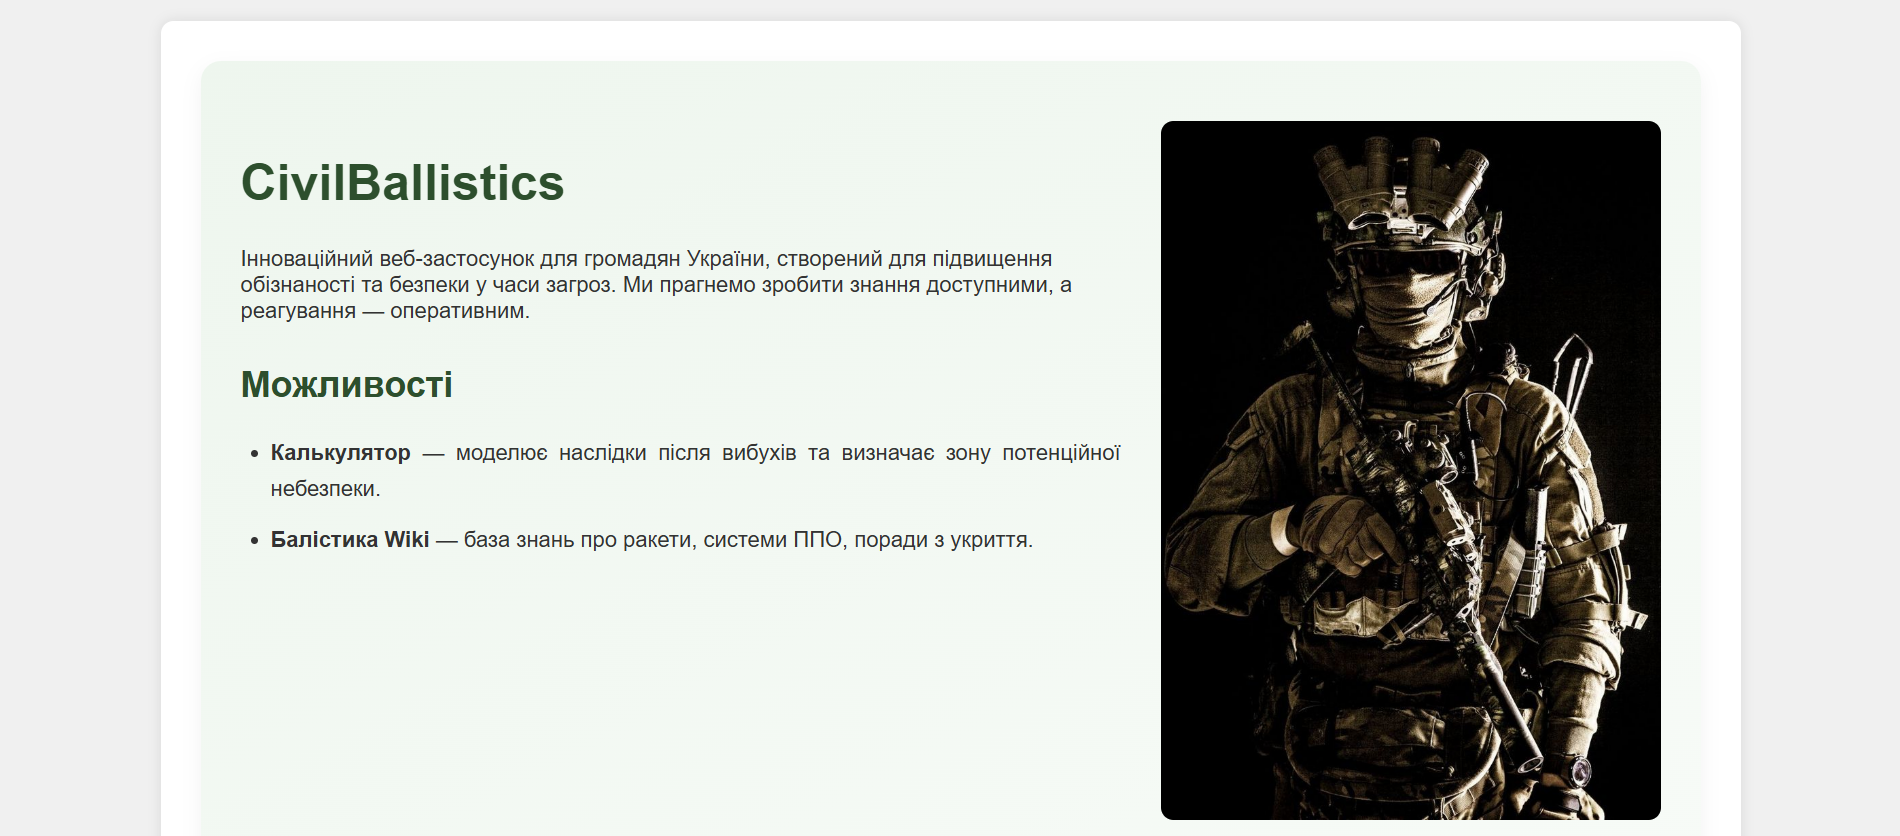 CivilBallistics
Інноваційний веб-застосунок для громадян України, створений для підвищення
обізнаності та безпеки у часи загроз. Ми прагнемо зробити знання доступними, а
реагування — оперативним.
Можливості
• Калькулятор — моделює наслідки після вибухів та визначає зону потенційної
небезпеки.
• Балістика Wiki — база знань про ракети, системи ППО, поради з укриття.